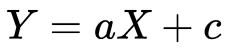 Y = aX + c